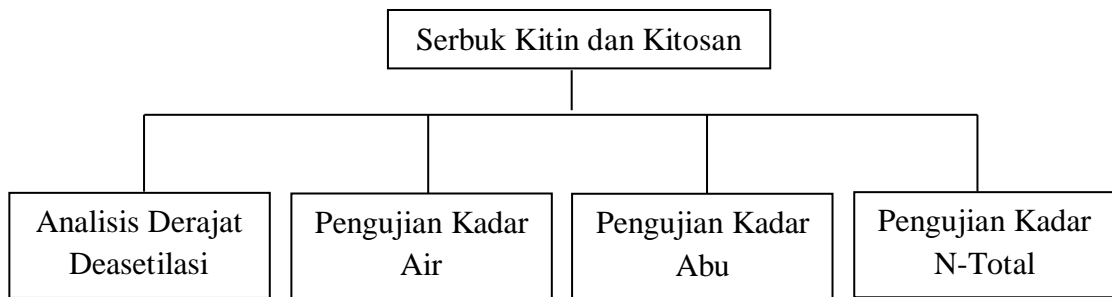 Serbuk Kitin dan Kitosan
Analisis Derajat
Deasetilasi
Pengujian Kadar
Air
Pengujian Kadar
Abu
Pengujian Kadar
N-Total